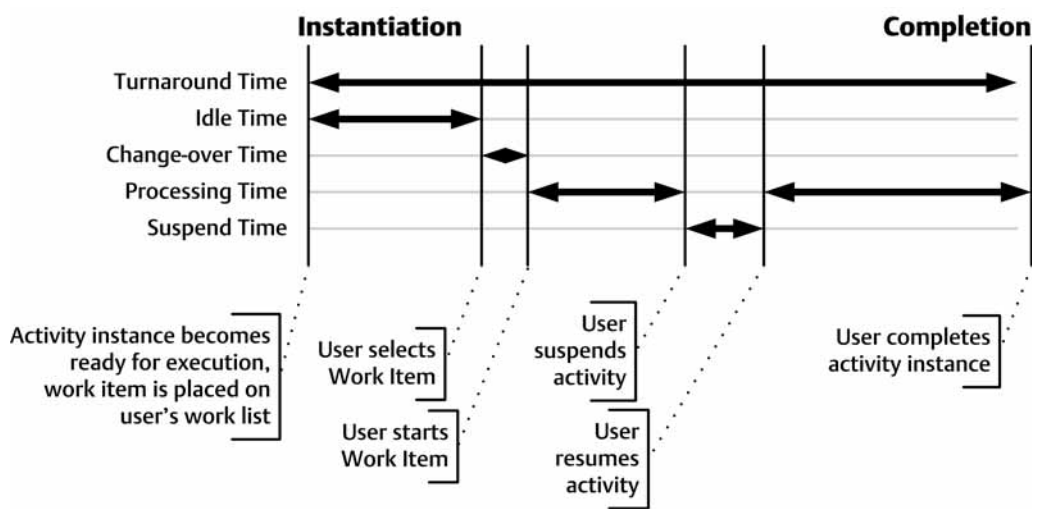 Instantiation
Completion
Turnaround Time
Idle Time
Change-over Time
Processing Time
Suspend Time
Activity instance becomes
ready for execution,
work item is placed on
user's work list
User selects
Work Item
User starts
Work Item
User
suspends
activity
User
resumes
activity
User completes
activity instance